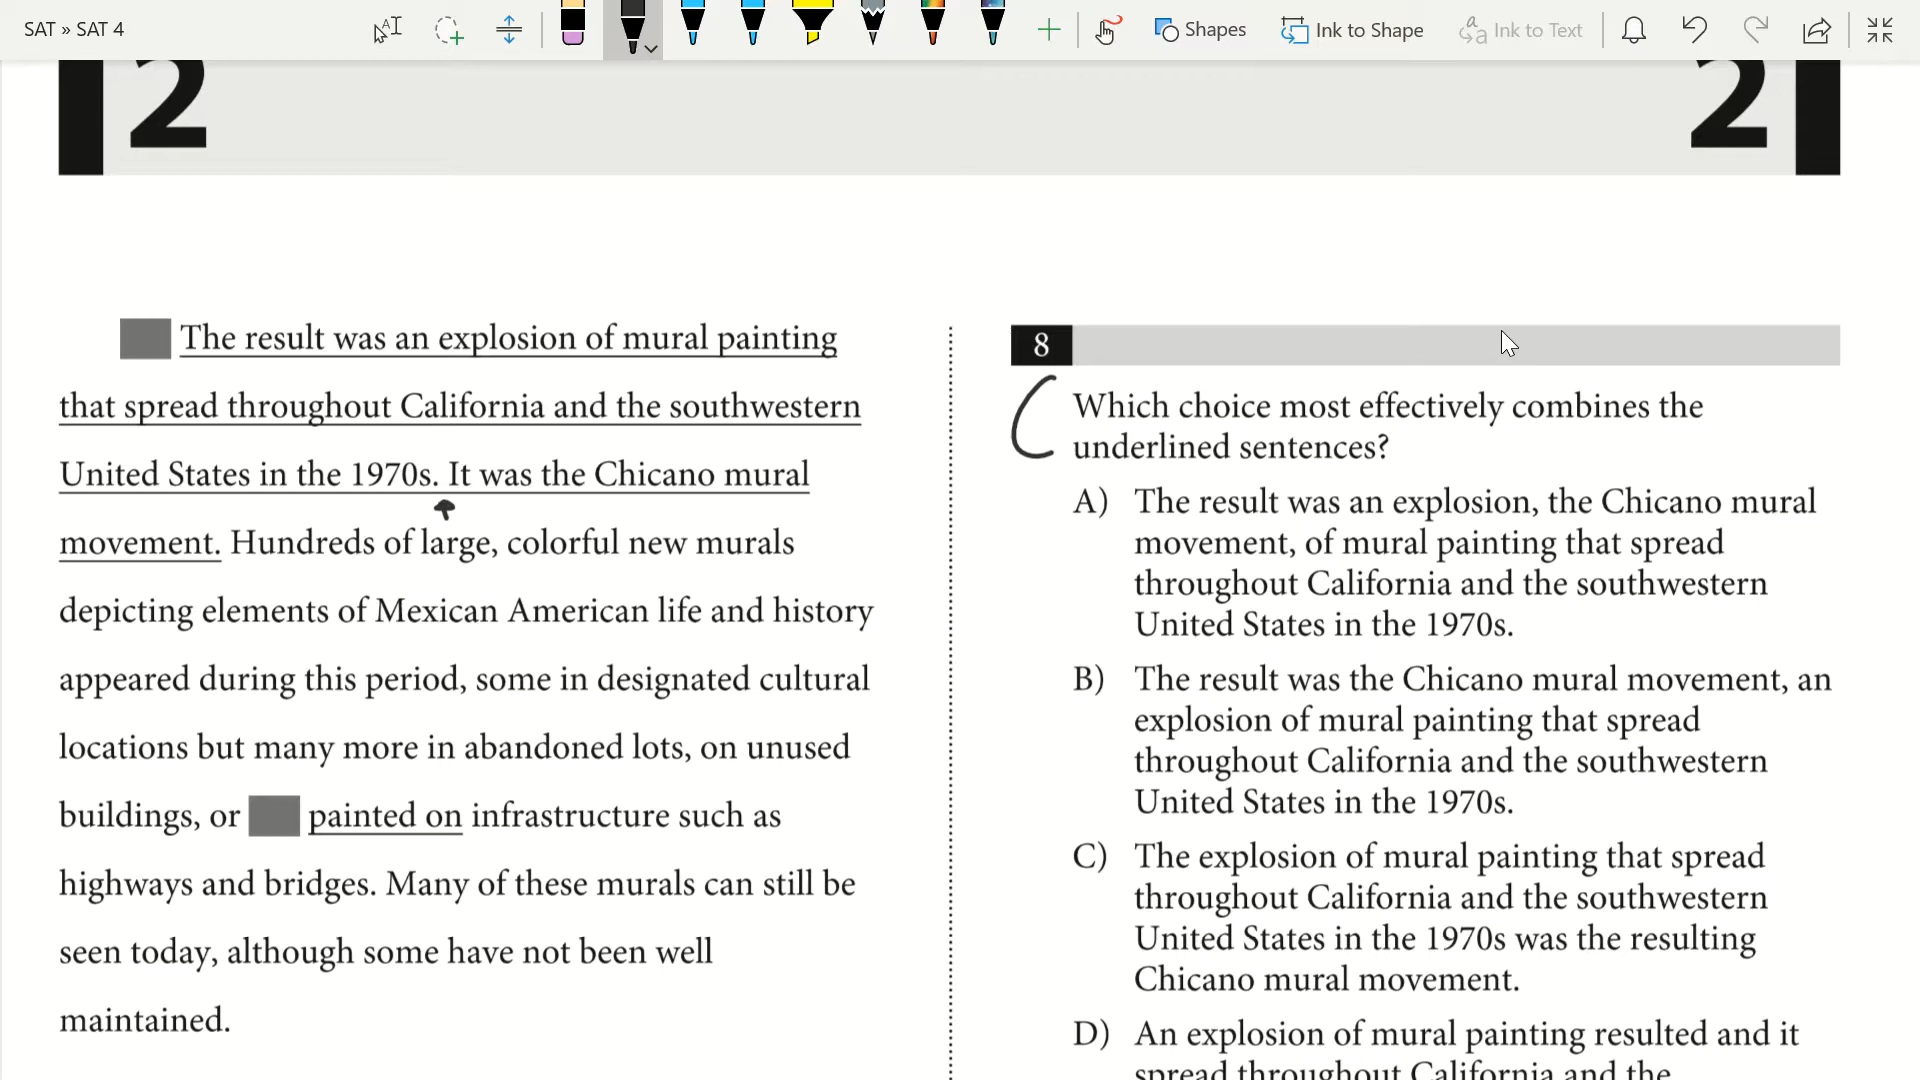 SAT » SAT 4
Shapes
Ink to Shape
Ink to Text
2
2
The result was an explosion of mural painting
that spread throughout California and the southwestern
United States in the 1970s. It was the Chicano mural
movement. Hundreds of large, colorful new murals
depicting elements of Mexican American life and history
appeared during this period, some in designated cultural
locations but many more in abandoned lots, on unused
buildings, or painted on infrastructure such as
highways and bridges. Many of these murals can still be
seen today, although some have not been well
maintained.
8
C
Which choice most effectively combines the
underlined sentences?
A) The result was an explosion, the Chicano mural
movement, of mural painting that spread
throughout California and the southwestern
United States in the 1970s.
B) The result was the Chicano mural movement, an
explosion of mural painting that spread
throughout California and the southwestern
United States in the 1970s.
C) The explosion of mural painting that spread
throughout California and the southwestern
United States in the 1970s was the resulting
Chicano mural movement.
D) An explosion of mural painting resulted and it
spread throughout California and the